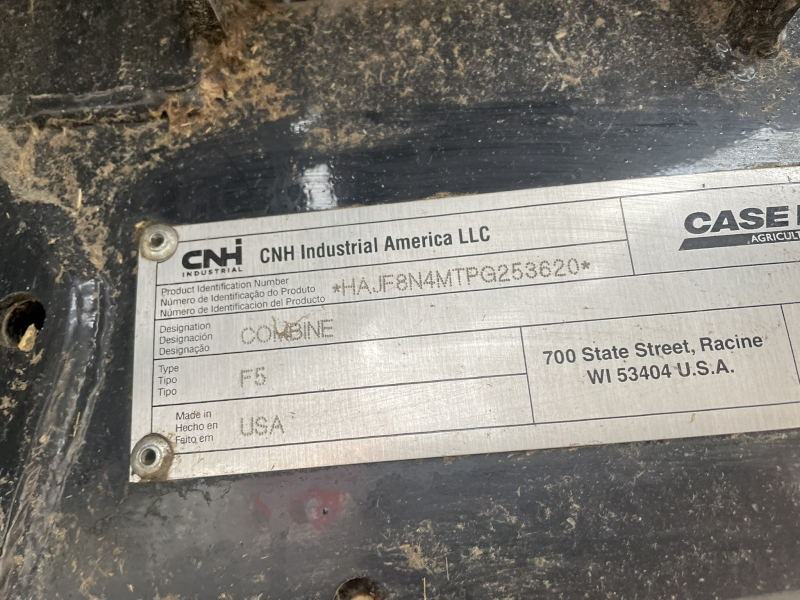 CNH INDUSTRIAL
CNH Industrial America LLC
CASE
AGRICULT
Product Identification Number
Número de Identificação do Produto
Número de Identificación del Producto
*HAJF8N4MTPG253620*
Designation
Designación
Designação
COMBINE
Type
Tipo
Tipo
F5
Made in
Hecho en
Feito em
USA
700 State Street, Racine
WI 53404 U.S.A.